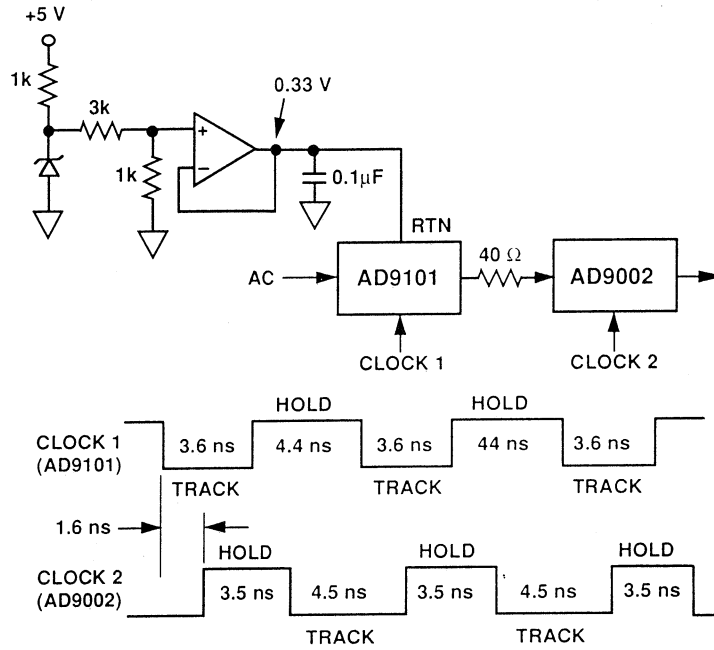 +5 V
1k
3k
1k
0.33 V
0.1μF
RTN
AC
AD9101
40 Ω
AD9002
CLOCK 1
CLOCK 2
HOLD
HOLD
CLOCK 1
(AD9101)
3.6 ns
4.4 ns
3.6 ns
44 ns
3.6 ns
TRACK
TRACK
TRACK
1.6 ns
HOLD
HOLD
HOLD
CLOCK 2
(AD9002)
3.5 ns
4.5 ns
3.5 ns
4.5 ns
3.5 ns
TRACK
TRACK